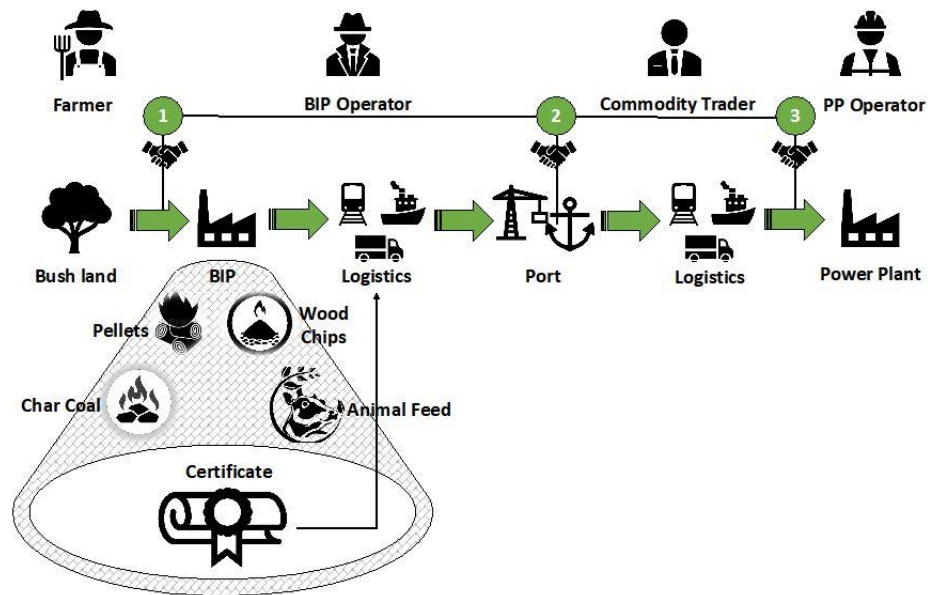 Farmer
BIP Operator
Commodity Trader
PP Operator
1
2
3
Bush land
BIP
Logistics
Port
Logistics
Power Plant
Pellets
Wood
Chips
Char Coal
Animal Feed
Certificate